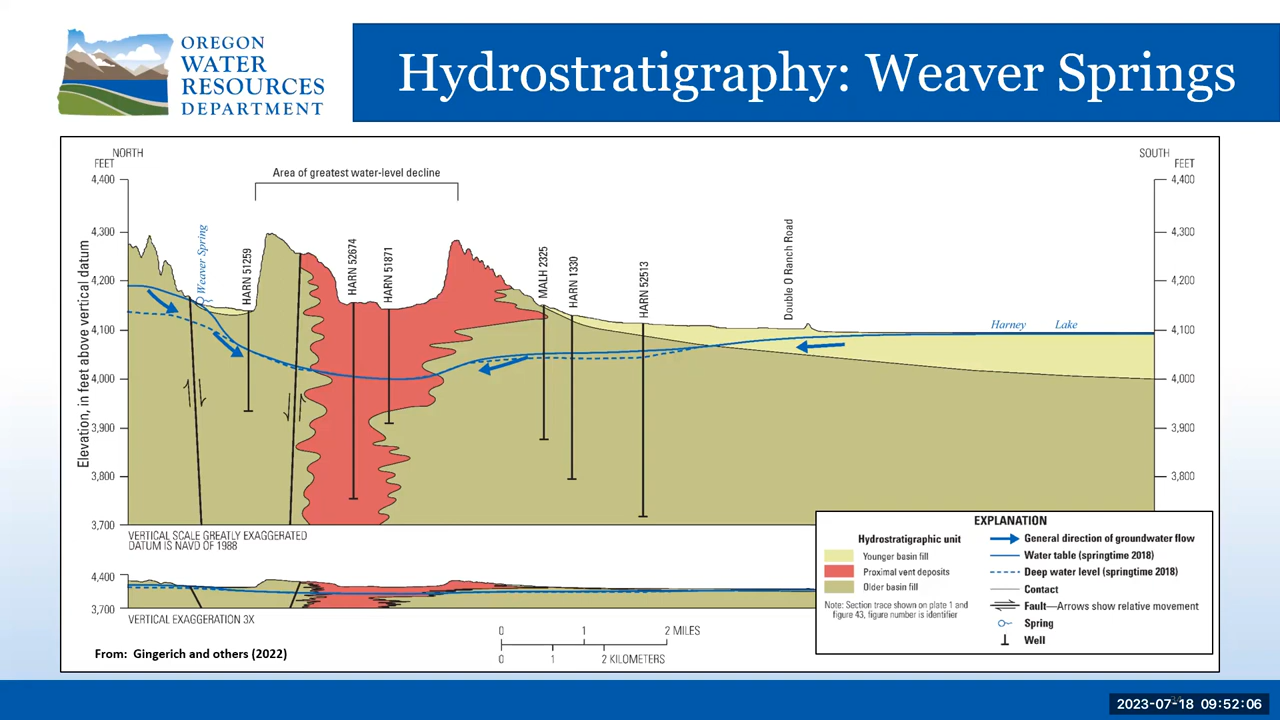 OREGON
WATER
RESOURCES
DEPARTMENT
Hydrostratigraphy: Weaver Springs
NORTH
FEET
SOUTH
FEET
Area of greatest water-level decline
4,400
4,300
4,200
4,100
4,000
3,900
3,800
3,700
Elevation, in feet above vertical datum
Weaver Spring
HARN 51259
HARN 52674
HARN 51871
MALH 2325
HARN 1330
HARN 52513
Double O Ranch Road
Harney Lake
4,400
4,300
4,200
4,100
4,000
3,900
3,800
VERTICAL SCALE GREATLY EXAGGERATED
DATUM IS NAVD OF 1988
4,400
3,700
VERTICAL EXAGGERATION 3X
0 1 2 MILES
0 1 2 KILOMETERS
From: Gingerich and others (2022)
EXPLANATION
Hydrostratigraphic unit
Younger basin fill
Proximal vent deposits
Older basin fill
Note: Section trace shown on plate 1 and
figure 43, figure number is identifier
General direction of groundwater flow
Water table (springtime 2018)
Deep water level (springtime 2018)
Contact
Fault—Arrows show relative movement
Spring
Well
2023-07-18 09:52:06